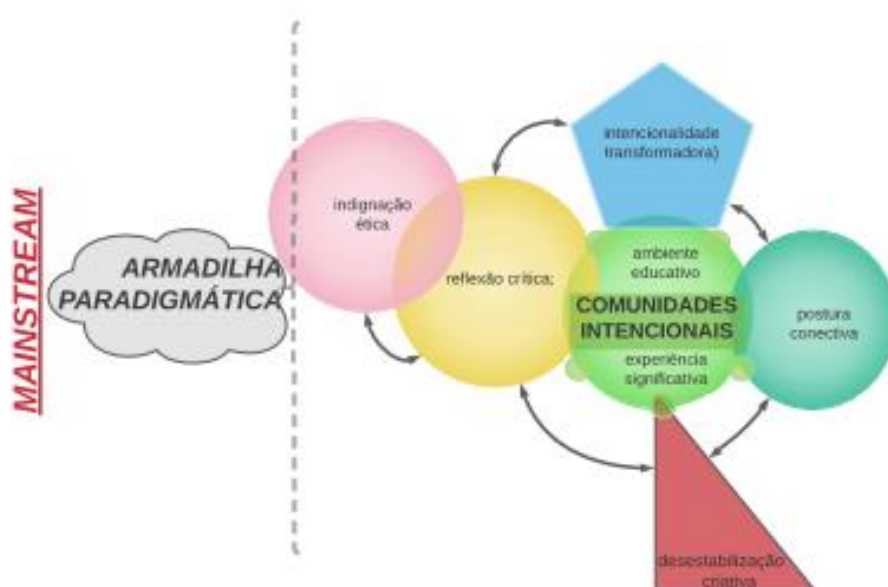 MAINSTREAM
ARMADILHA
PARADIGMÁTICA
indignação
ética
reflexão crítica;
intencionalidade
transformadora)
ambiente
educativo
COMUNIDADES
INTENCIONAIS
experiência
significativa
postura
conectiva
desestabilização
criativa